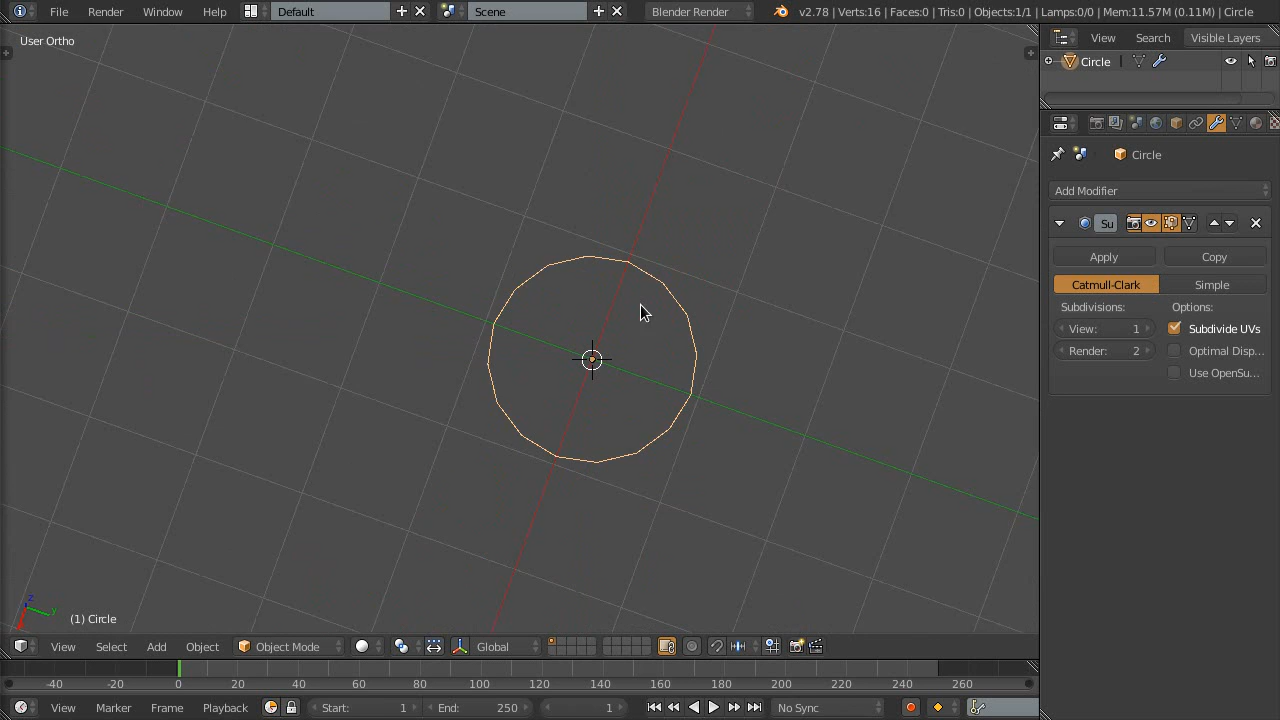 File Render Window Help Default Scene Blender Render v2.78 | Verts:16 | Faces:0 | Tris:0 | Objects:1/1 | Lamps:0/0 | Mem:11.57M (0.11M) | Circle
User Ortho
View Search Visible Layers
Circle
Circle
Add Modifier
Su
Apply Copy
Catmull-Clark Simple
Subdivisions: Options:
View: 1 Subdivide UVs
Render: 2 Optimal Disp...
Use OpenSu...
z
y
(1) Circle
View Select Add Object Object Mode Global
-40 -20 0 20 40 60 80 100 120 140 160 180 200 220 240 260
View Marker Frame Playback Start: 1 End: 250 1 No Sync